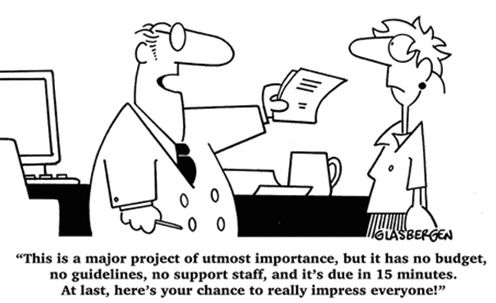 GLASBERGEN
“This is a major project of utmost importance, but it has no budget,
no guidelines, no support staff, and it’s due in 15 minutes.
At last, here’s your chance to really impress everyone!”